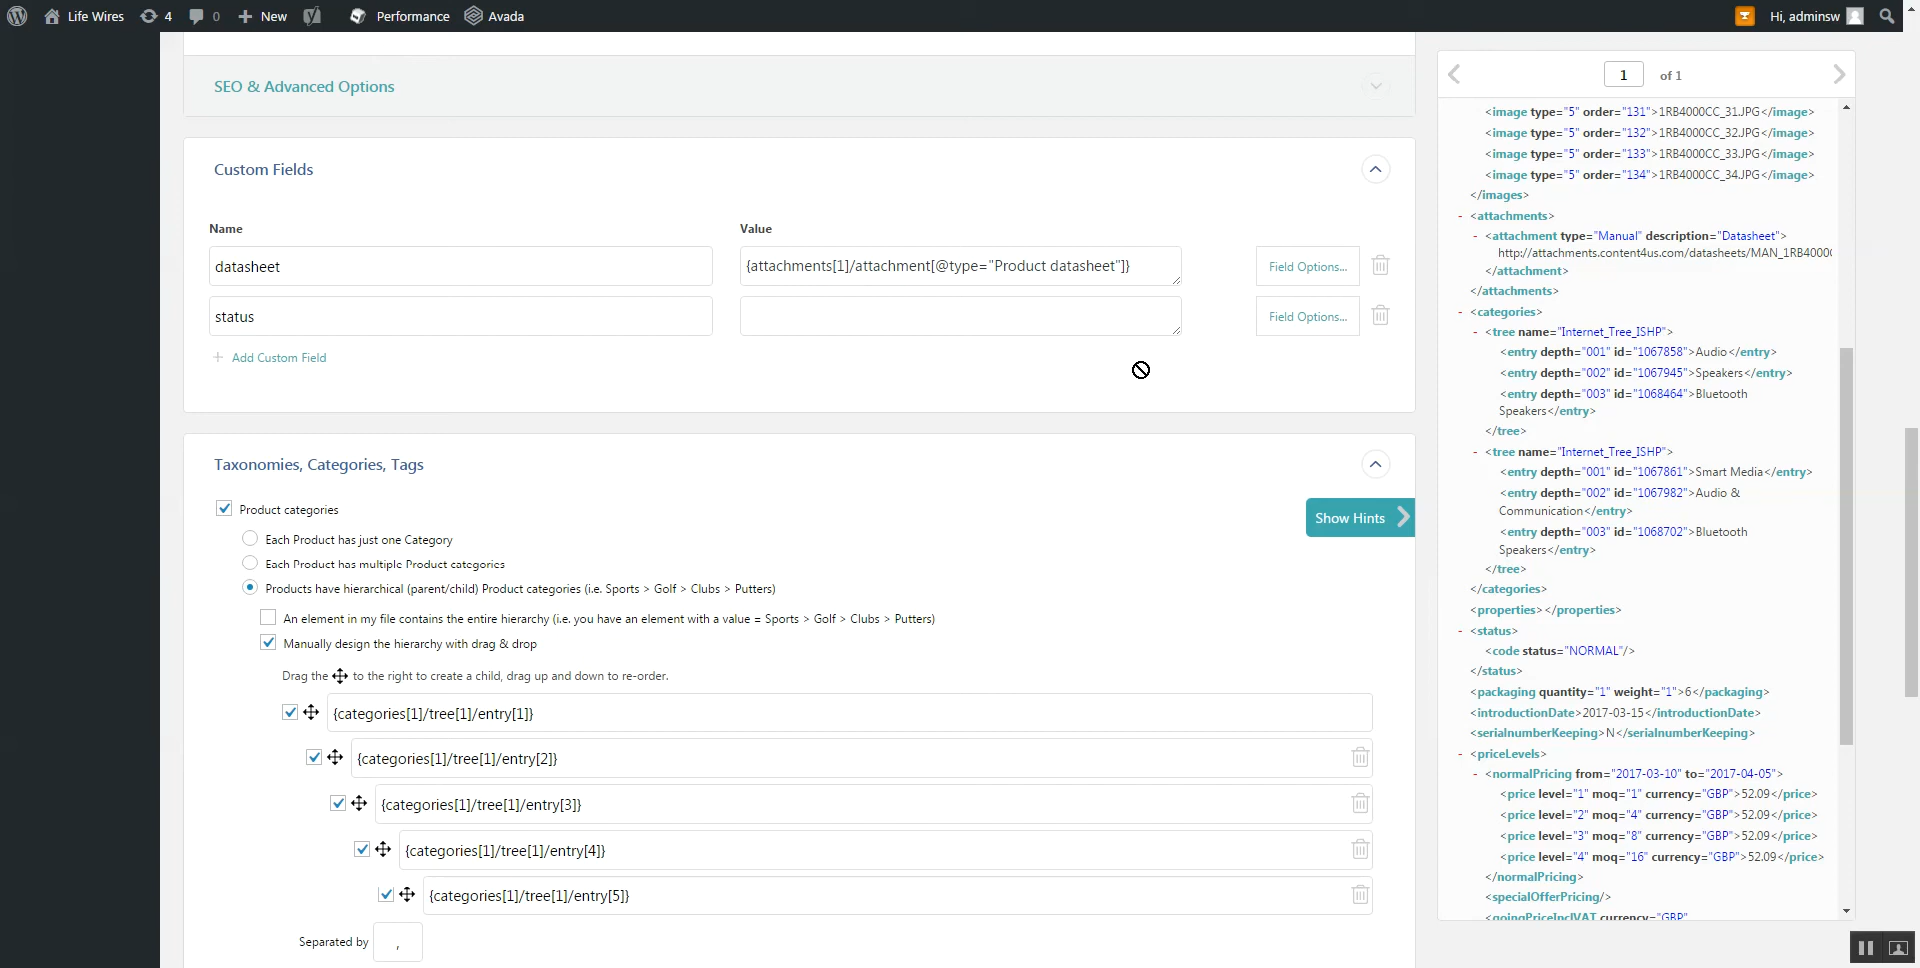 Life Wires 4 0 New Performance Avada Hi, adminsw
SEO & Advanced Options
Custom Fields
Name Value
datasheet {attachments[1]/attachment[@type="Product datasheet"]} Field Options...
status Field Options...
+ Add Custom Field
Taxonomies, Categories, Tags
Product categories
Show Hints
Each Product has just one Category
Each Product has multiple Product categories
Products have hierarchical (parent/child) Product categories (i.e. Sports > Golf > Clubs > Putters)
An element in my file contains the entire hierarchy (i.e. you have an element with a value = Sports > Golf > Clubs > Putters)
Manually design the hierarchy with drag & drop
Drag the to the right to create a child, drag up and down to re-order.
{categories[1]/tree[1]/entry[1]}
{categories[1]/tree[1]/entry[2]}
{categories[1]/tree[1]/entry[3]}
{categories[1]/tree[1]/entry[4]}
{categories[1]/tree[1]/entry[5]}
Separated by ,
1 of 1
<image type="5" order="131">1RB4000CC_31.JPG</image>
<image type="5" order="132">1RB4000CC_32.JPG</image>
<image type="5" order="133">1RB4000CC_33.JPG</image>
<image type="5" order="134">1RB4000CC_34.JPG</image>
</images>
- <attachments>
- <attachment type="Manual" description="Datasheet">
http://attachments.content4us.com/datasheets/MAN_1RB4000C
</attachment>
</attachments>
- <categories>
- <tree name="Internet_Tree_ISHP">
<entry depth="001" id="1067858">Audio</entry>
<entry depth="002" id="1067945">Speakers</entry>
<entry depth="003" id="1068464">Bluetooth
Speakers</entry>
</tree>
- <tree name="Internet_Tree_ISHP">
<entry depth="001" id="1067861">Smart Media</entry>
<entry depth="002" id="1067982">Audio &
Communication</entry>
<entry depth="003" id="1068702">Bluetooth
Speakers</entry>
</tree>
</categories>
<properties></properties>
- <status>
<code status="NORMAL"/>
</status>
<packaging quantity="1" weight="1">6</packaging>
<introductionDate>2017-03-15</introductionDate>
<serialnumberKeeping>N</serialnumberKeeping>
- <priceLevels>
- <normalPricing from="2017-03-10" to="2017-04-05">
<price level="1" moq="1" currency="GBP">52.09</price>
<price level="2" moq="4" currency="GBP">52.09</price>
<price level="3" moq="8" currency="GBP">52.09</price>
<price level="4" moq="16" currency="GBP">52.09</price>
</normalPricing>
<specialOfferPricing/>
<goingPriceInclVAT currency="GBP"